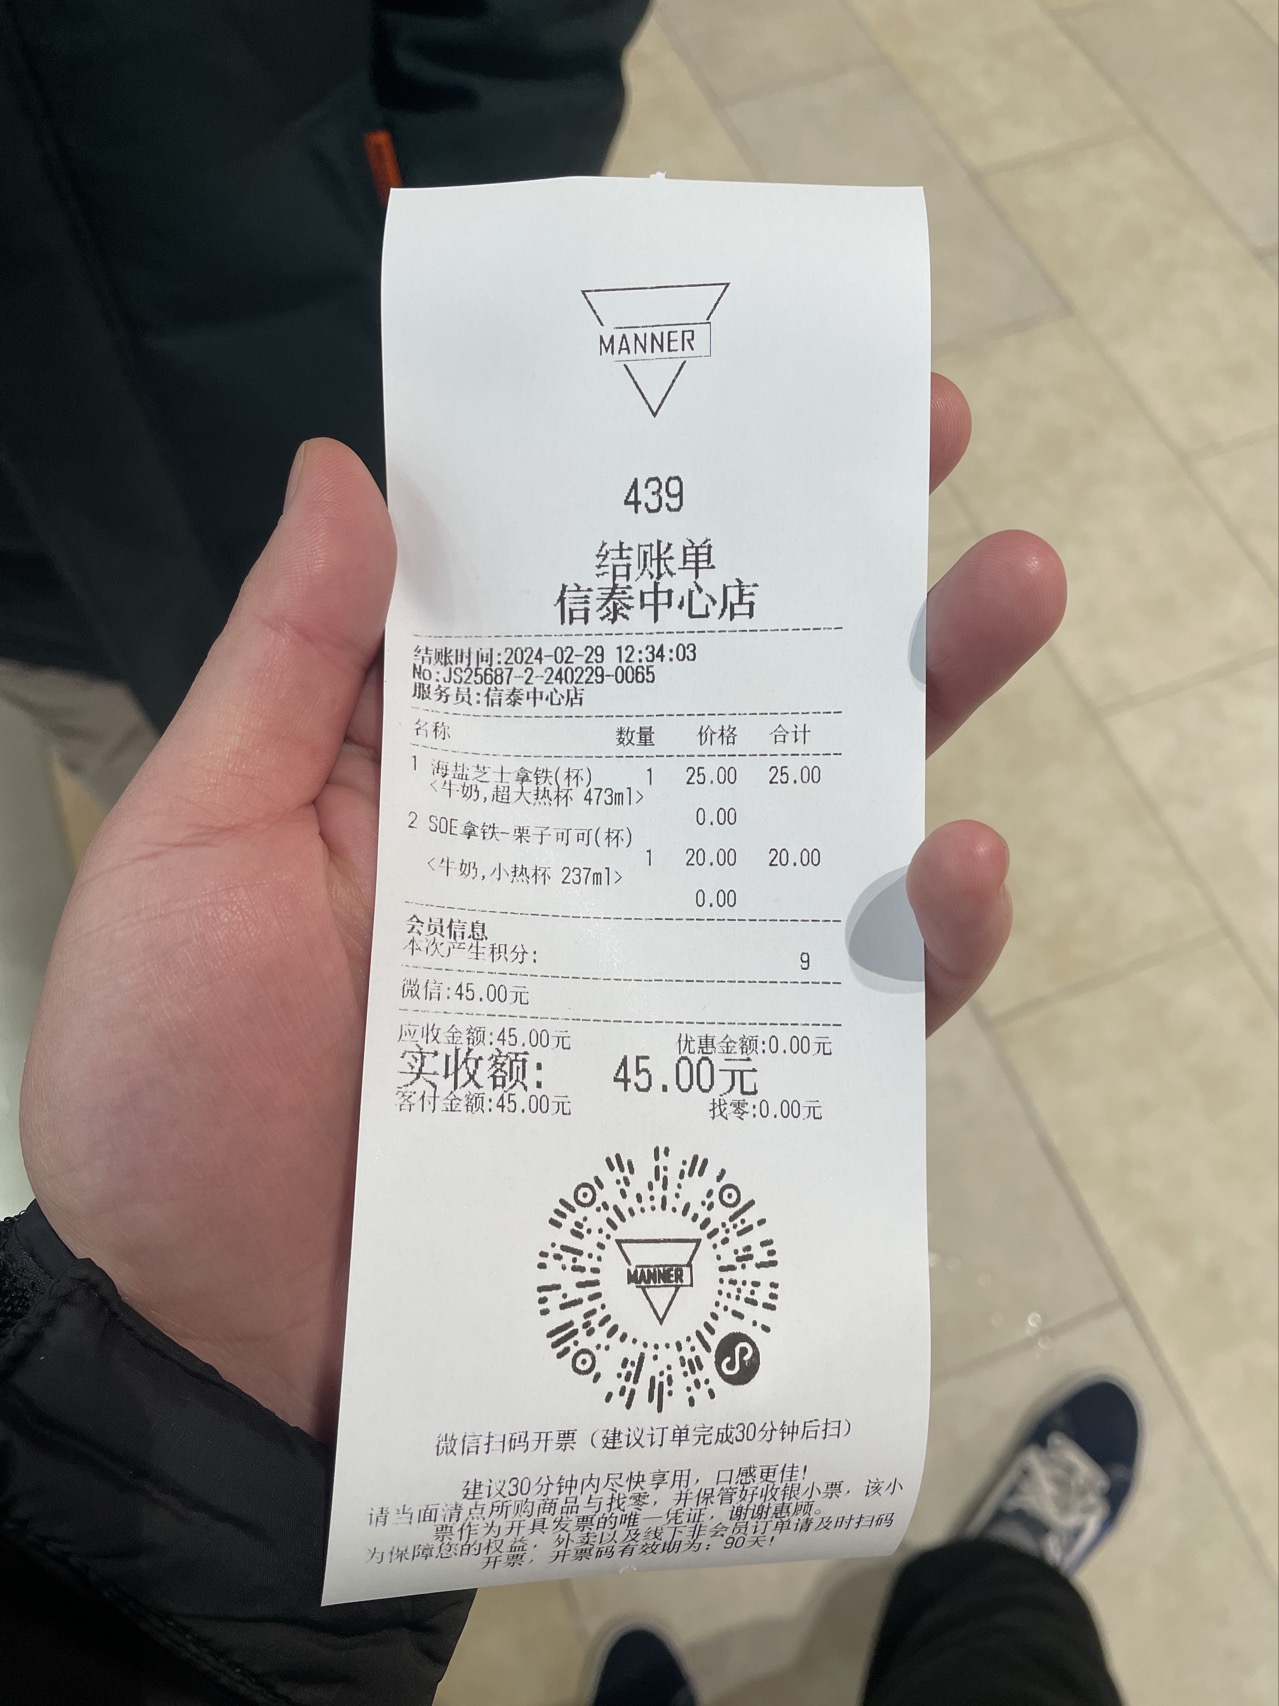 MANNER
439
结账单
信泰中心店
结账时间:2024-02-29 12:34:03
No:JS25687-2-240229-0065
服务员:信泰中心店
名称 数量 价格 合计
1 海盐芝士拿铁(杯) 1 25.00 25.00
<牛奶,超大热杯 473ml>
0.00
2 SOE拿铁-栗子可可(杯)
1 20.00 20.00
<牛奶,小热杯 237ml>
0.00
会员信息
本次产生积分: 9
微信:45.00元
应收金额:45.00元 优惠金额:0.00元
实收额: 45.00元
客付金额:45.00元 找零:0.00元
MANNER
微信扫码开票（建议订单完成30分钟后扫）
建议30分钟内尽快享用，口感更佳！
请当面清点所购商品与找零，并保管好收银小票，该小
票作为开具发票的唯一凭证，谢谢惠顾。
为保障您的权益，外卖以及线下非会员订单请及时扫码
开票，开票码有效期为：90天！